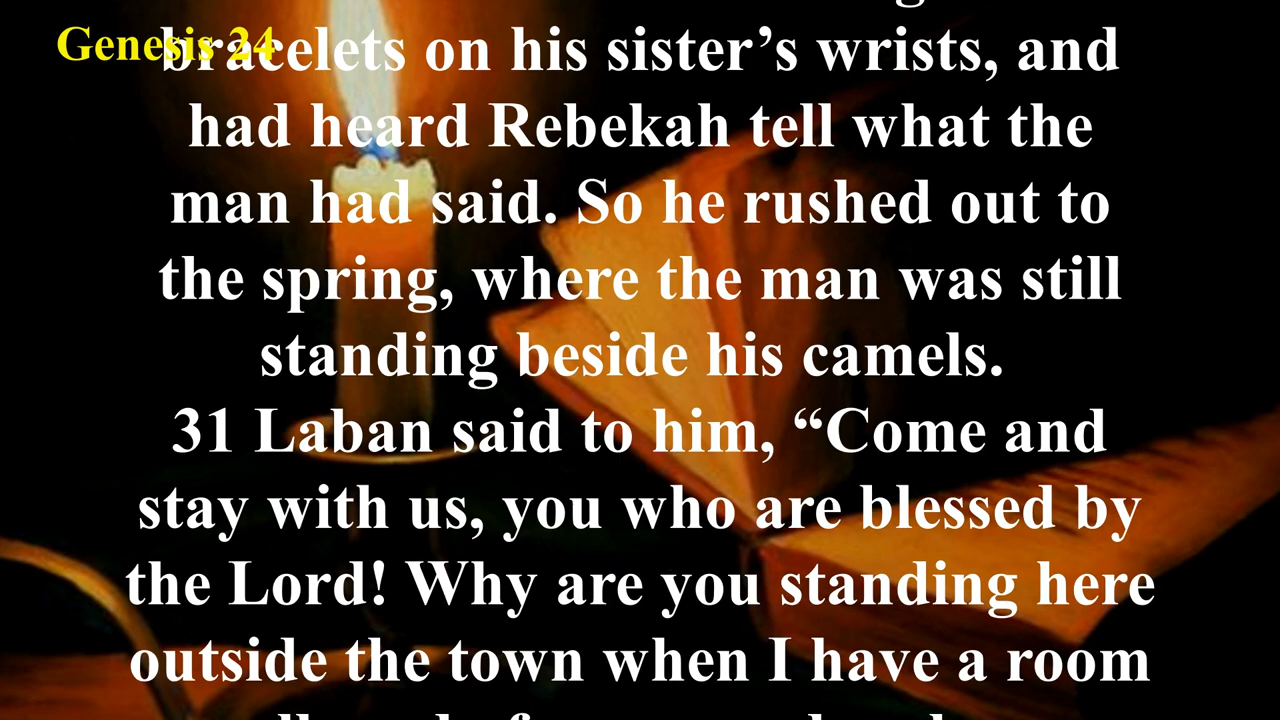 Genesis 24
bracelets on his sister’s wrists, and
had heard Rebekah tell what the
man had said. So he rushed out to
the spring, where the man was still
standing beside his camels.
31 Laban said to him, “Come and
stay with us, you who are blessed by
the Lord! Why are you standing here
outside the town when I have a room